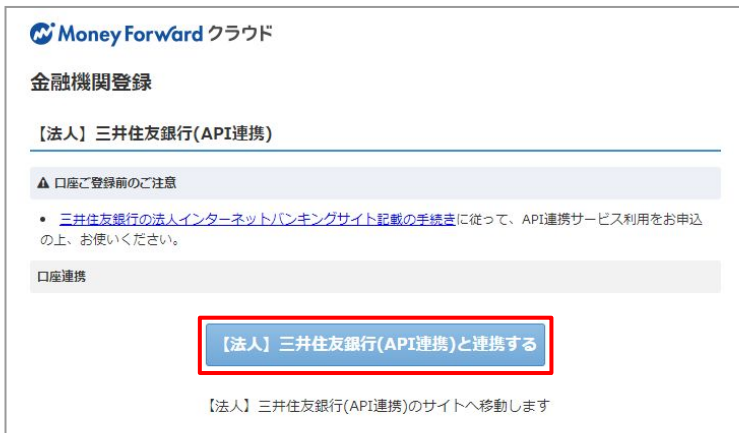 Money Forward クラウド
金融機関登録
【法人】三井住友銀行(API連携)
口座ご登録前のご注意
• 三井住友銀行の法人インターネットバンキングサイト記載の手続きに従って、API連携サービス利用をお申込
の上、お使いください。
口座連携
【法人】三井住友銀行(API連携)と連携する
【法人】三井住友銀行(API連携)のサイトへ移動します